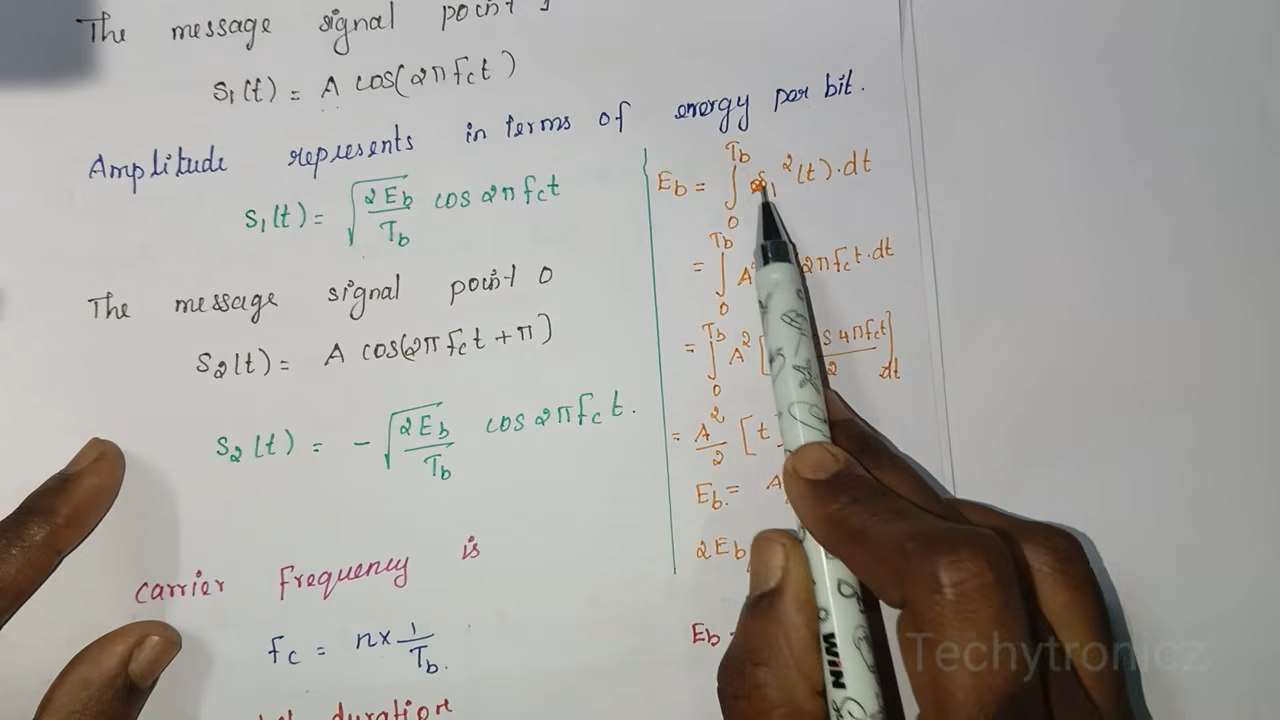 The message signal point 1
S₁(t) = A cos(2πfct)
Amplitude represents in terms of energy per bit.
S₁(t) = √(2Eb/Tb) cos 2πfct
The message signal point 0
S₂(t) = A cos(2πfct + π)
S₂(t) = - √(2Eb/Tb) cos 2πfct.
carrier frequency is
fc = n × 1/Tb.
duration
Eb = ∫₀^Tb S₁²(t).dt
= ∫₀^Tb A² 2πfct.dt
= ∫₀^Tb A² [ s 4πfct / 2 ] dt
= A²/2 [t
Eb = A
2Eb
Eb
WIN
Techytronicz